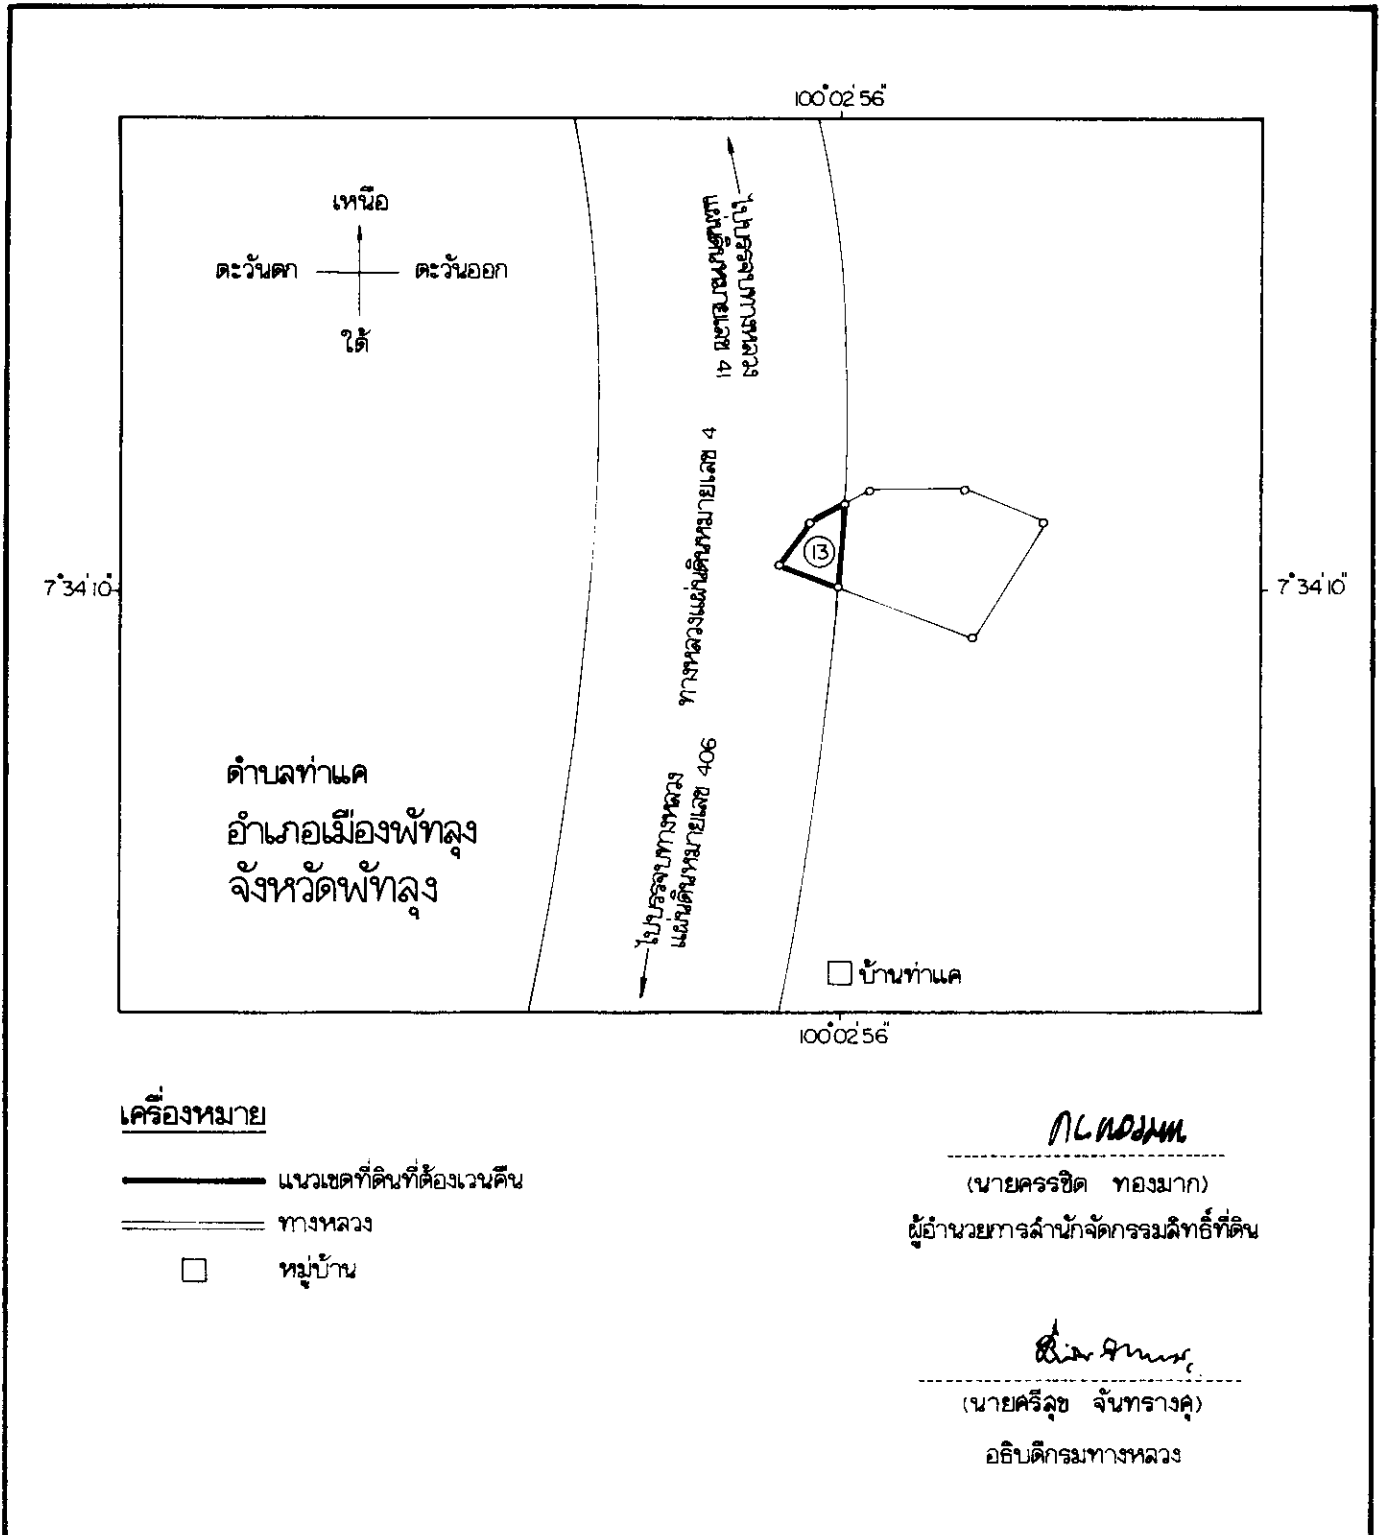 100°02'56"
เหนือ
ตะวันตก ตะวันออก
ใต้
ไปบรรจบทางหลวง
แผ่นดินหมายเลข 41
ทางหลวงแผ่นดินหมายเลข 4
13
7°34'10" 7°34'10"
ไปบรรจบทางหลวง
แผ่นดินหมายเลข 406
ตำบลท่าแค
อำเภอเมืองพัทลุง
จังหวัดพัทลุง
บ้านท่าแค
100°02'56"
เครื่องหมาย
แนวเขตที่ดินที่ต้องเวนคืน
ทางหลวง
หมู่บ้าน
(นายครรชิต ทองมาก)
ผู้อำนวยการสำนักจัดกรรมสิทธิ์ที่ดิน
(นายศรีสุข จันทรางศุ)
อธิบดีกรมทางหลวง